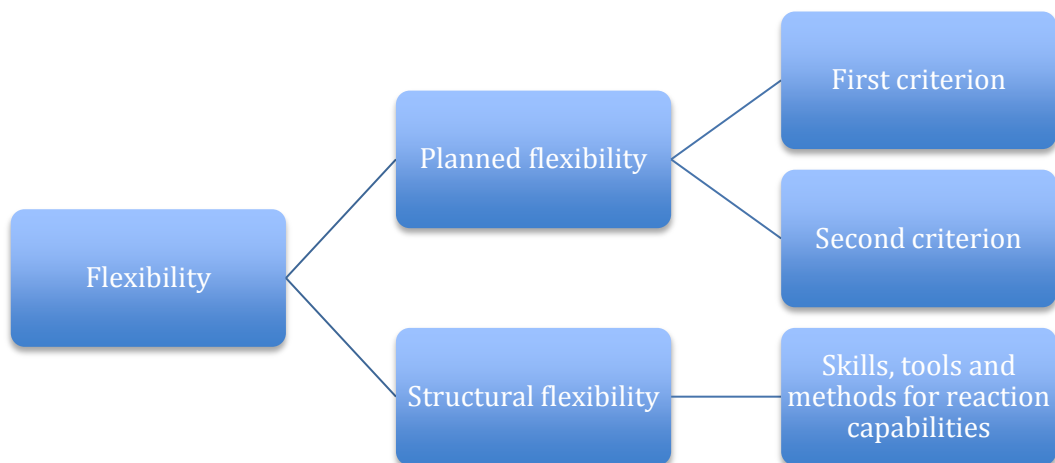 First criterion
Planned flexibility
Second criterion
Flexibility
Structural flexibility
Skills, tools and
methods for reaction
capabilities